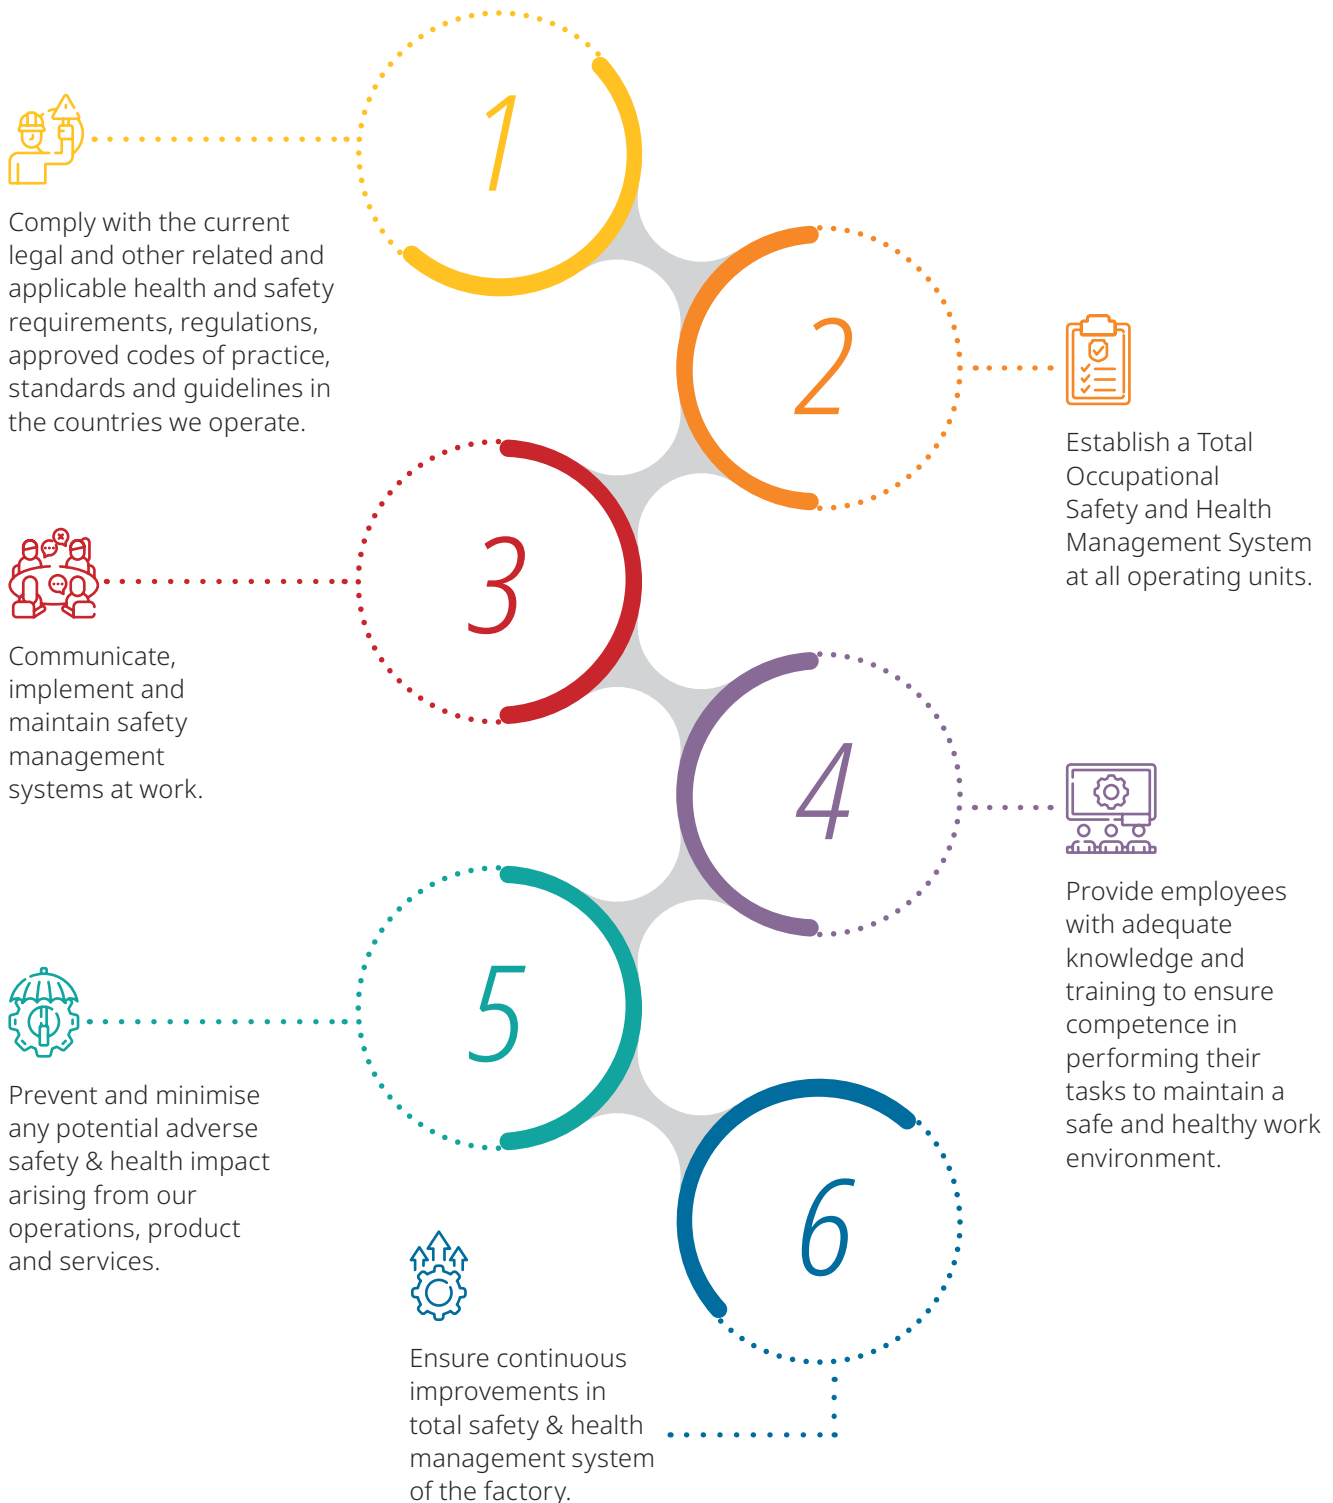 1
Comply with the current
legal and other related and
applicable health and safety
requirements, regulations,
approved codes of practice,
standards and guidelines in
the countries we operate.
2
Establish a Total
Occupational
Safety and Health
Management System
at all operating units.
3
Communicate,
implement and
maintain safety
management
systems at work.
4
Provide employees
with adequate
knowledge and
training to ensure
competence in
performing their
tasks to maintain a
safe and healthy work
environment.
5
Prevent and minimise
any potential adverse
safety & health impact
arising from our
operations, product
and services.
6
Ensure continuous
improvements in
total safety & health
management system
of the factory.